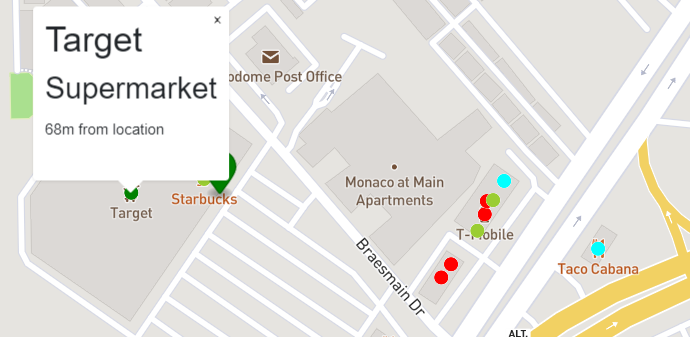 x
Target
Supermarket
68m from location
odome Post Office
Monaco at Main
Apartments
Starbucks
Target
T-Mobile
Braesmain Dr
Taco Cabana
ALT.